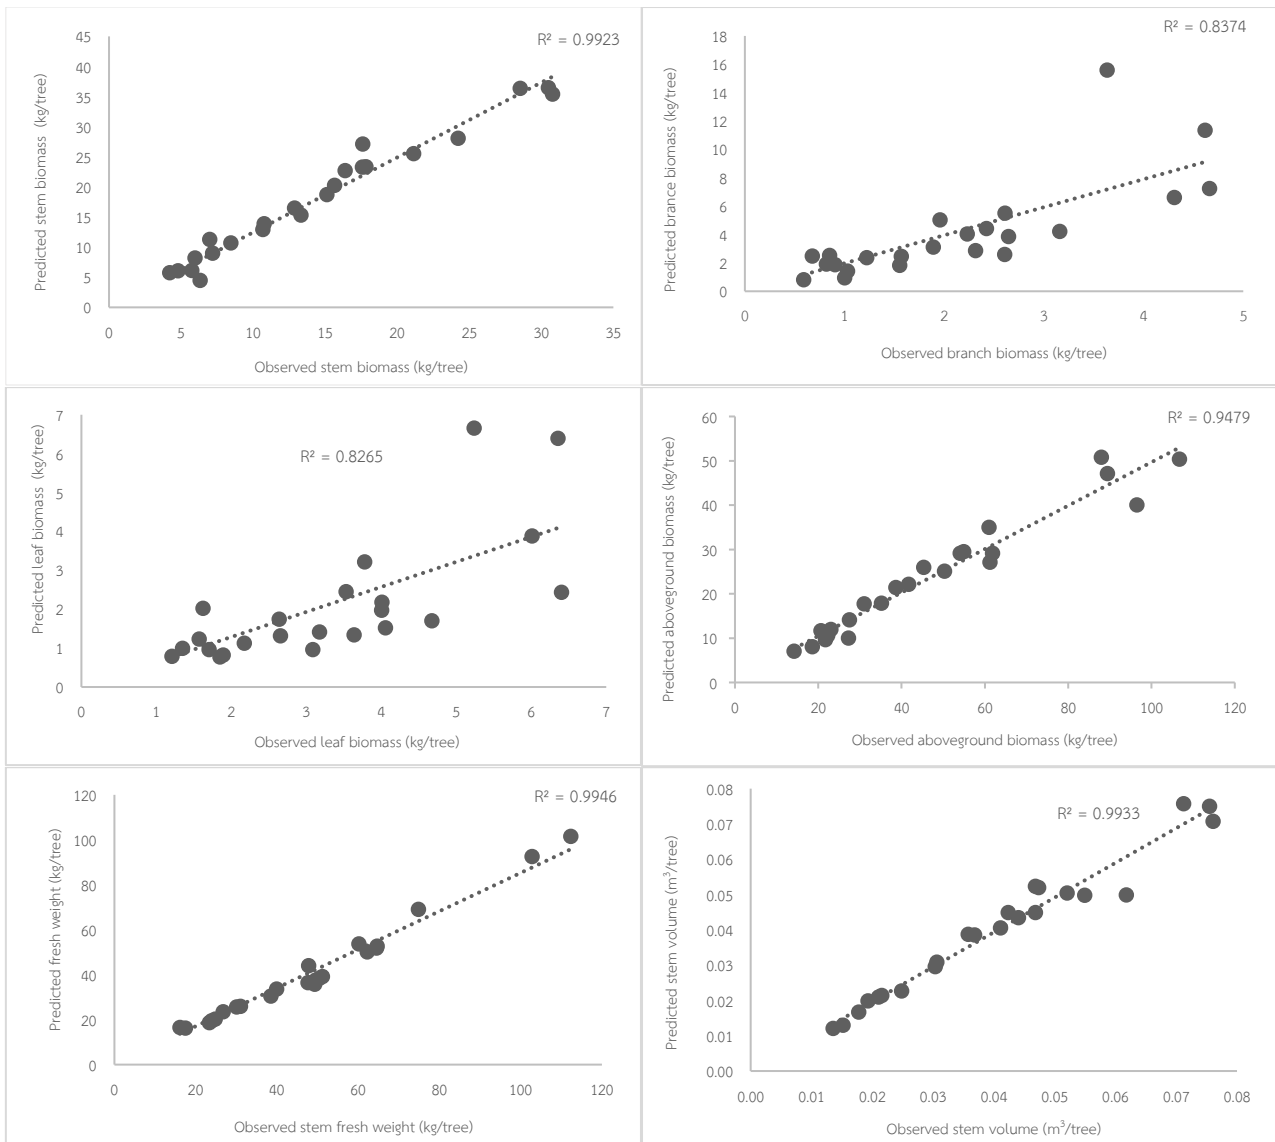 R² = 0.9923
45
40
35
30
25
20
15
10
5
0
Predicted stem biomass (kg/tree)
0 5 10 15 20 25 30 35
Observed stem biomass (kg/tree)
R² = 0.8374
18
16
14
12
10
8
6
4
2
0
Predicted brance biomass (kg/tree)
0 1 2 3 4 5
Observed branch biomass (kg/tree)
R² = 0.8265
7
6
5
4
3
2
1
0
Predicted leaf biomass (kg/tree)
0 1 2 3 4 5 6 7
Observed leaf biomass (kg/tree)
R² = 0.9479
60
50
40
30
20
10
0
Predicted aboveground biomass (kg/tree)
0 20 40 60 80 100 120
Observed aboveground biomass (kg/tree)
R² = 0.9946
120
100
80
60
40
20
0
Predicted fresh weight (kg/tree)
0 20 40 60 80 100 120
Observed stem fresh weight (kg/tree)
R² = 0.9933
0.08
0.07
0.06
0.05
0.04
0.03
0.02
0.01
0.00
Predicted stem volume (m³/tree)
0.00 0.01 0.02 0.03 0.04 0.05 0.06 0.07 0.08
Observed stem volume (m³/tree)